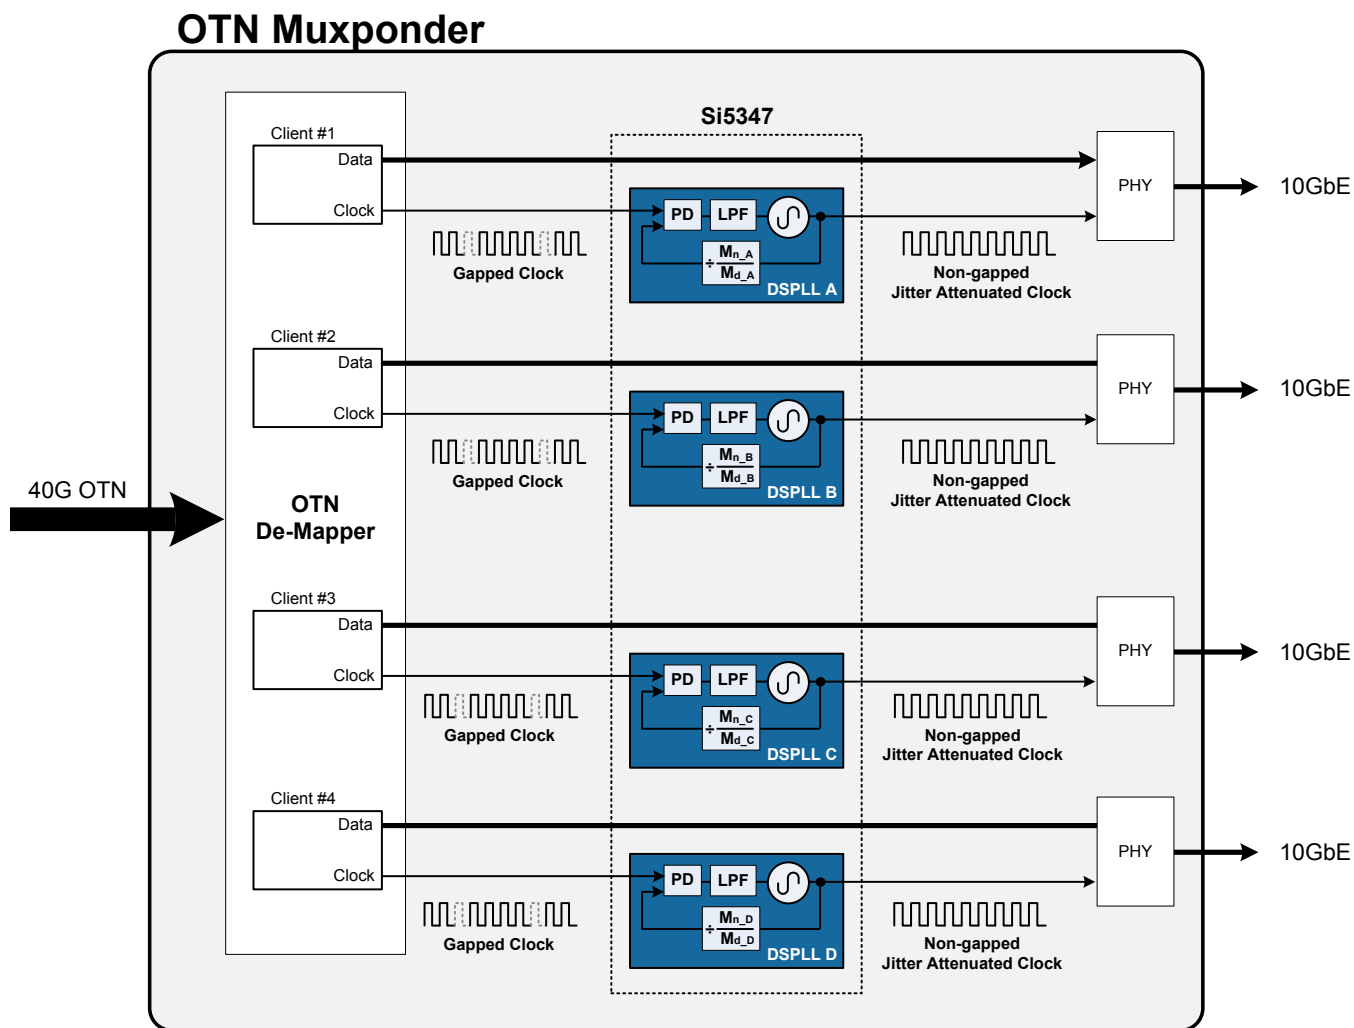 OTN Muxponder
Si5347
Client #1
Data
Clock
Gapped Clock
PD
LPF
÷ Mn_A
Md_A
DSPLL A
Non-gapped
Jitter Attenuated Clock
PHY
10GbE
Client #2
Data
Clock
Gapped Clock
PD
LPF
÷ Mn_B
Md_B
DSPLL B
Non-gapped
Jitter Attenuated Clock
PHY
10GbE
40G OTN
OTN
De-Mapper
Client #3
Data
Clock
Gapped Clock
PD
LPF
÷ Mn_C
Md_C
DSPLL C
Non-gapped
Jitter Attenuated Clock
PHY
10GbE
Client #4
Data
Clock
Gapped Clock
PD
LPF
÷ Mn_D
Md_D
DSPLL D
Non-gapped
Jitter Attenuated Clock
PHY
10GbE